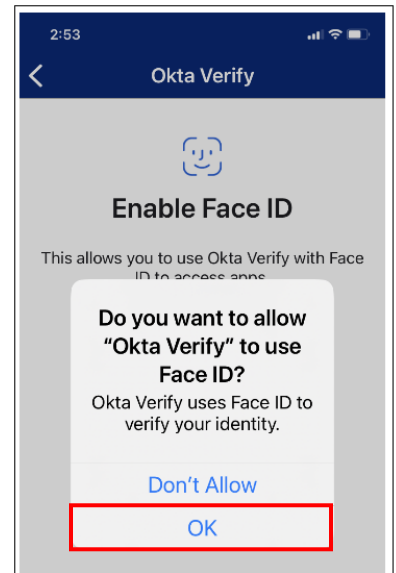 2:53
Okta Verify
Enable Face ID
This allows you to use Okta Verify with Face
ID to access apps
Do you want to allow
“Okta Verify” to use
Face ID?
Okta Verify uses Face ID to
verify your identity.
Don’t Allow
OK